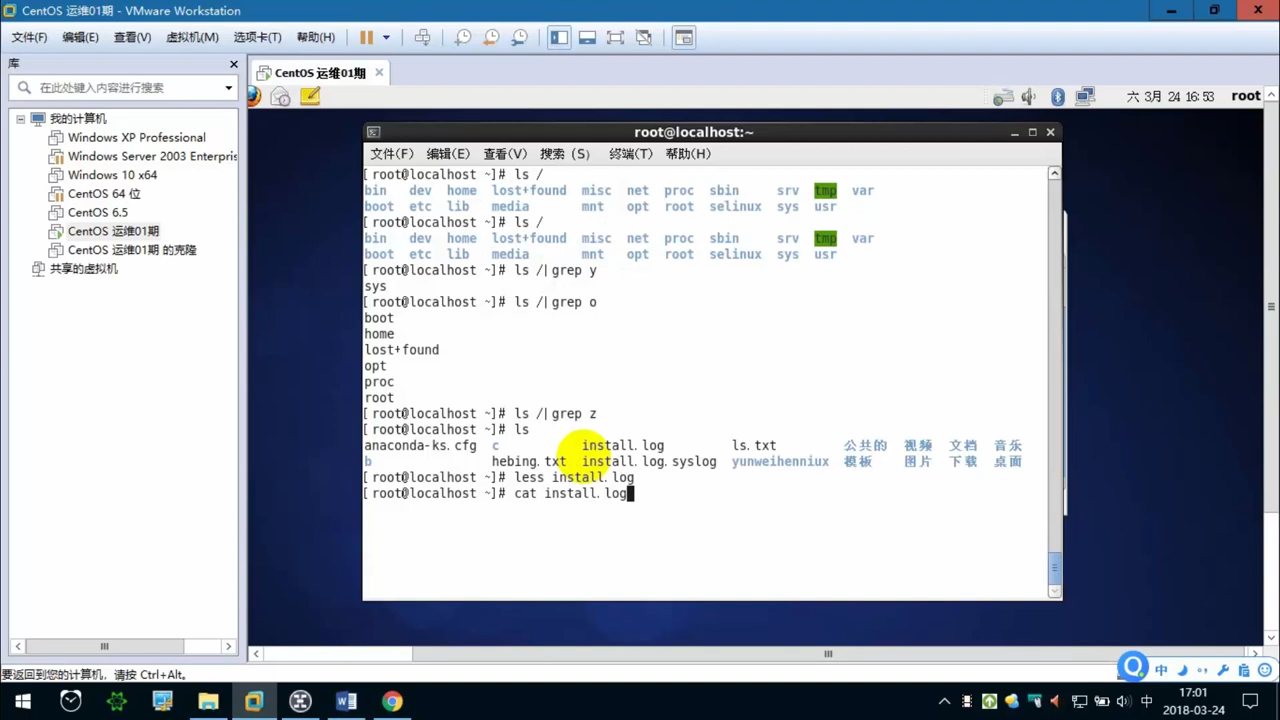 CentOS 运维01期 - VMware Workstation
文件(F) 编辑(E) 查看(V) 虚拟机(M) 选项卡(T) 帮助(H)
库
在此处键入内容进行搜索
我的计算机
Windows XP Professional
Windows Server 2003 Enterpris
Windows 10 x64
CentOS 64 位
CentOS 6.5
CentOS 运维01期
CentOS 运维01期 的克隆
共享的虚拟机
CentOS 运维01期
六 3月 24 16:53 root
root@localhost:~
文件(F) 编辑(E) 查看(V) 搜索 (S) 终端(T) 帮助(H)
[root@localhost ~]# ls /
bin dev home lost+found misc net proc sbin srv tmp var
boot etc lib media mnt opt root selinux sys usr
[root@localhost ~]# ls /
bin dev home lost+found misc net proc sbin srv tmp var
boot etc lib media mnt opt root selinux sys usr
[root@localhost ~]# ls /|grep y
sys
[root@localhost ~]# ls /|grep o
boot
home
lost+found
opt
proc
root
[root@localhost ~]# ls /|grep z
[root@localhost ~]# ls
anaconda-ks.cfg c install.log ls.txt 公共的 视频 文档 音乐
b hebing.txt install.log.syslog yunweihenniux 模板 图片 下载 桌面
[root@localhost ~]# less install.log
[root@localhost ~]# cat install.log
要返回到您的计算机，请按 Ctrl+Alt。
中
中 17:01
2018-03-24